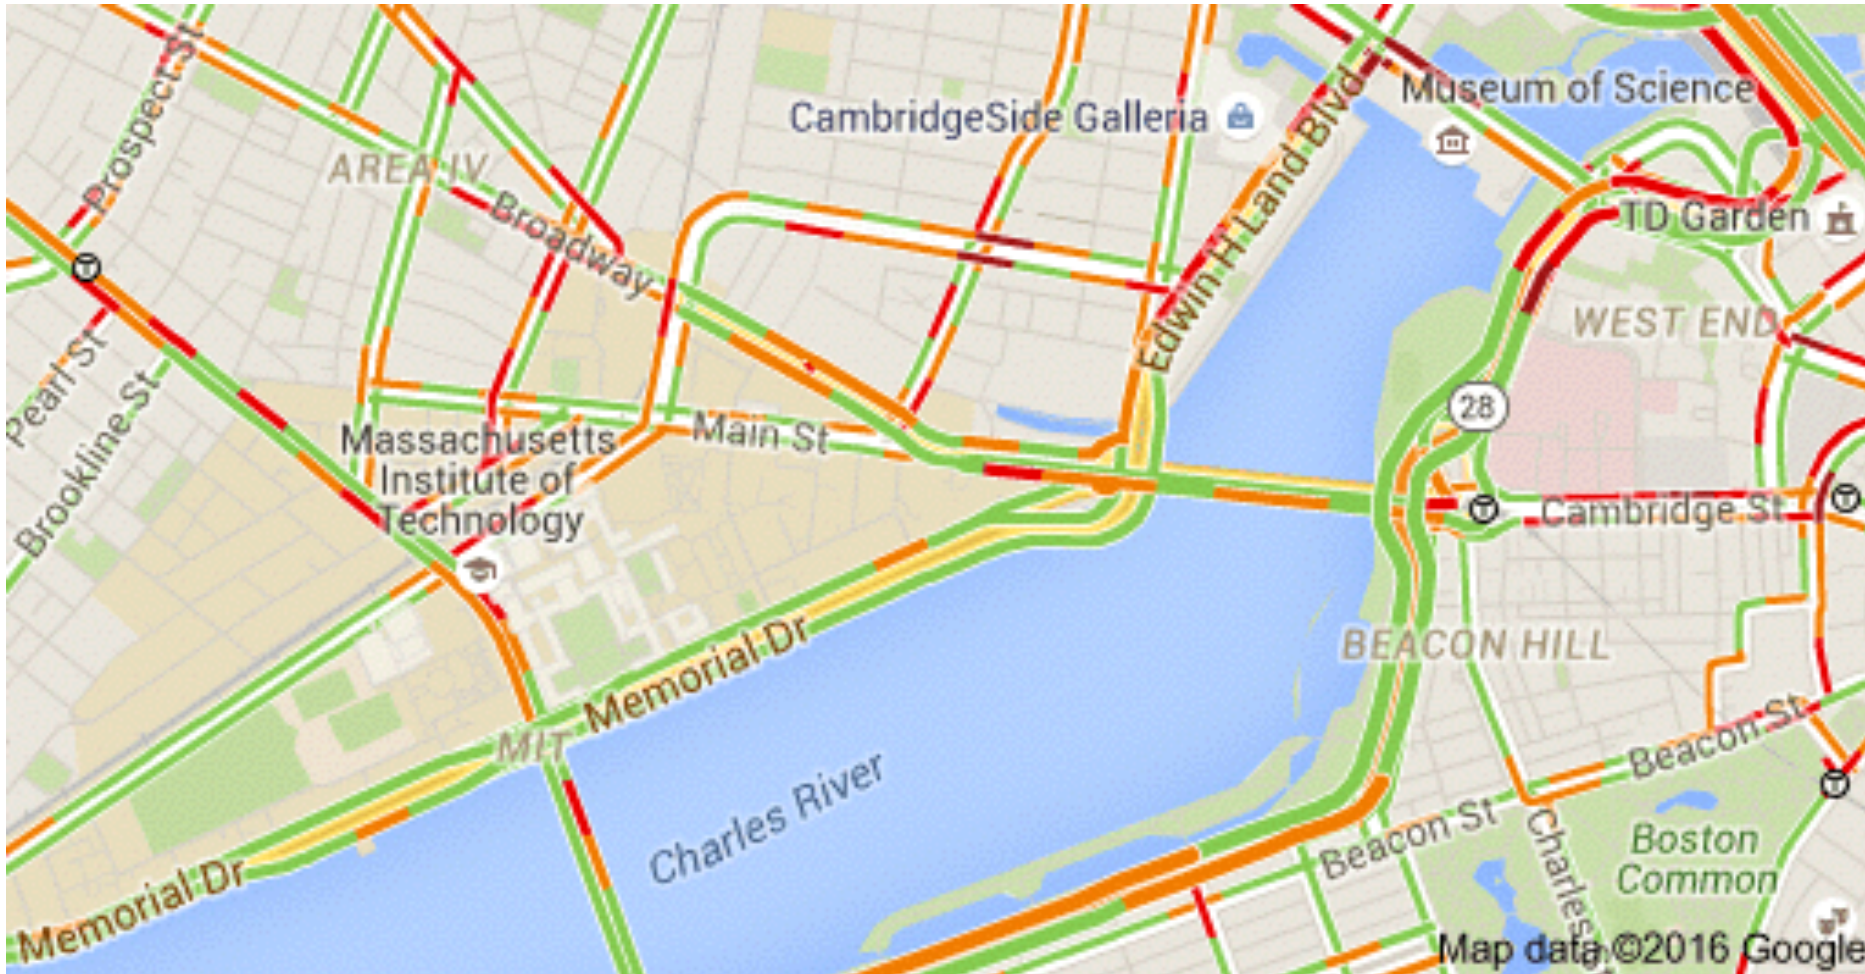 Prospect St
CambridgeSide Galleria
Museum of Science
AREA IV
Broadway
Edwin H Land Blvd
TD Garden
WEST END
Pearl St
Brookline St
28
Massachusetts
Institute of
Technology
Main St
Cambridge St
BEACON HILL
Memorial Dr
MIT
Beacon St
Charles River
Beacon St
Boston
Common
Charles S
Memorial Dr
Map data ©2016 Google